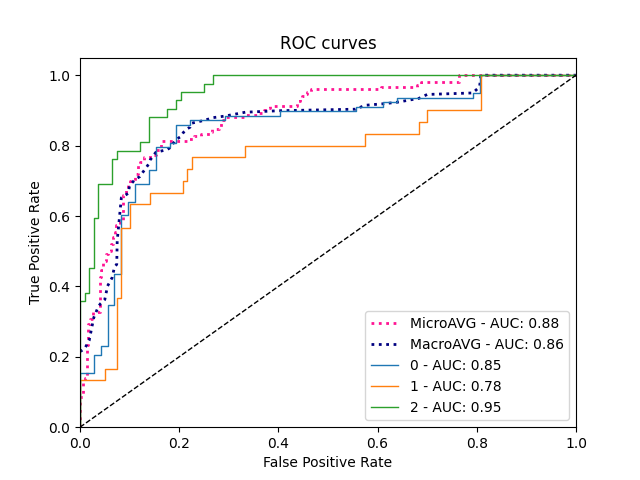 ROC curves
1.0
0.8
0.6
0.4
0.2
0.0
True Positive Rate
MicroAVG - AUC: 0.88
MacroAVG - AUC: 0.86
0 - AUC: 0.85
1 - AUC: 0.78
2 - AUC: 0.95
0.0 0.2 0.4 0.6 0.8 1.0
False Positive Rate